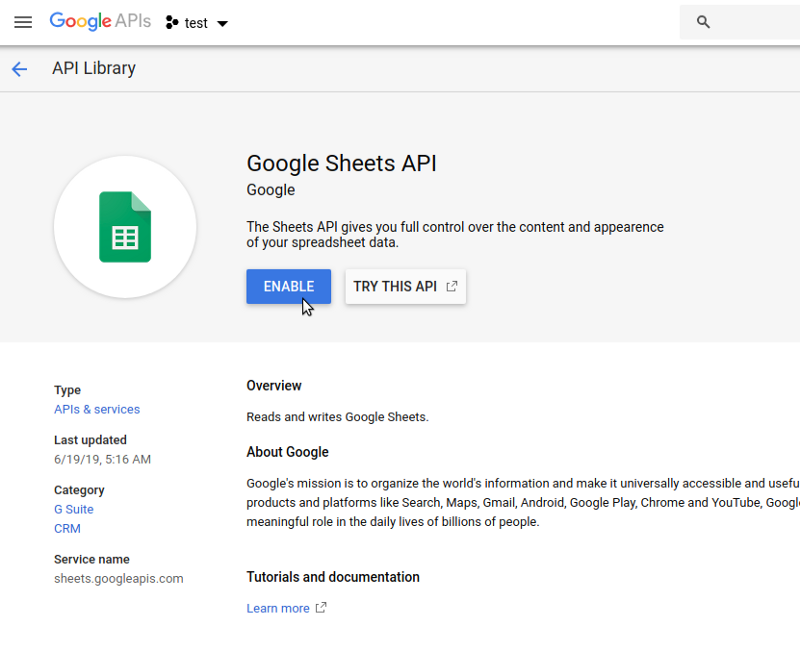 Google APIs test
API Library
Google Sheets API
Google
The Sheets API gives you full control over the content and appearence
of your spreadsheet data.
ENABLE TRY THIS API
Type
APIs & services
Last updated
6/19/19, 5:16 AM
Category
G Suite
CRM
Service name
sheets.googleapis.com
Overview
Reads and writes Google Sheets.
About Google
Google's mission is to organize the world's information and make it universally accessible and usefu
products and platforms like Search, Maps, Gmail, Android, Google Play, Chrome and YouTube, Googl
meaningful role in the daily lives of billions of people.
Tutorials and documentation
Learn more